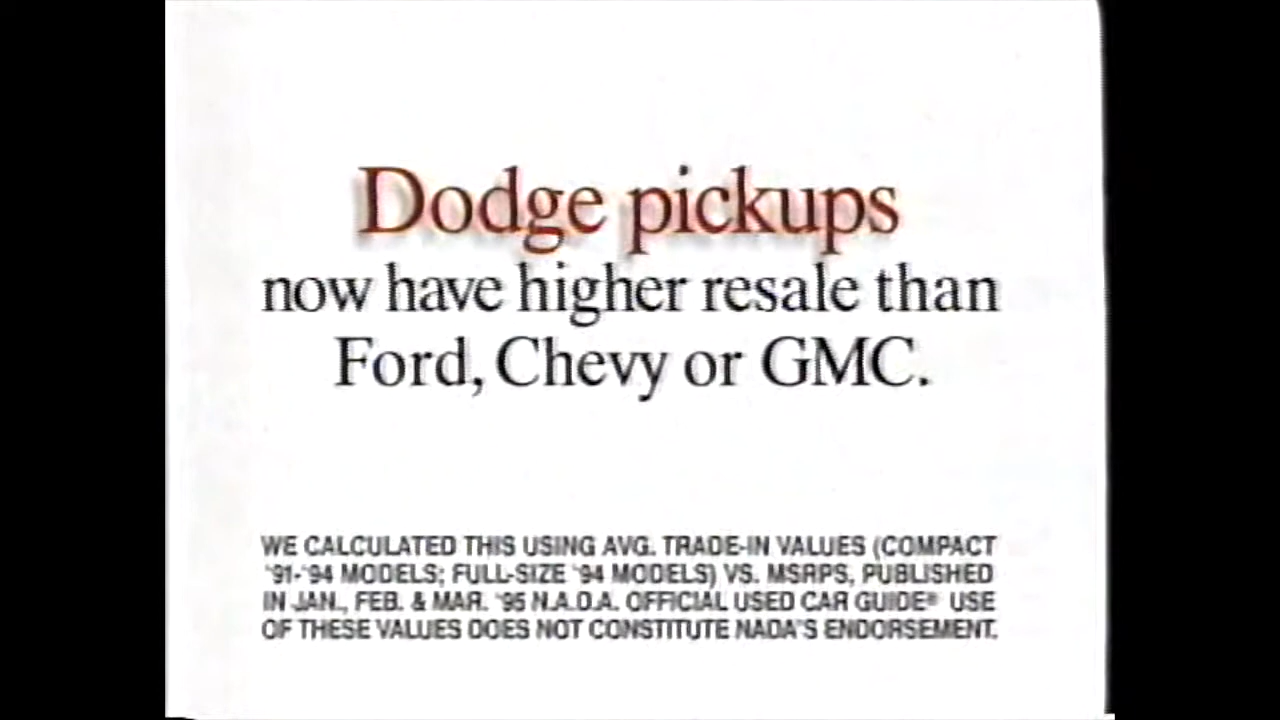 Dodge pickups
now have higher resale than
Ford, Chevy or GMC.
WE CALCULATED THIS USING AVG. TRADE-IN VALUES (COMPACT
'91-'94 MODELS; FULL-SIZE '94 MODELS) VS. MSRPS, PUBLISHED
IN JAN., FEB. & MAR. '95 N.A.D.A. OFFICIAL USED CAR GUIDE® USE
OF THESE VALUES DOES NOT CONSTITUTE NADA'S ENDORSEMENT.